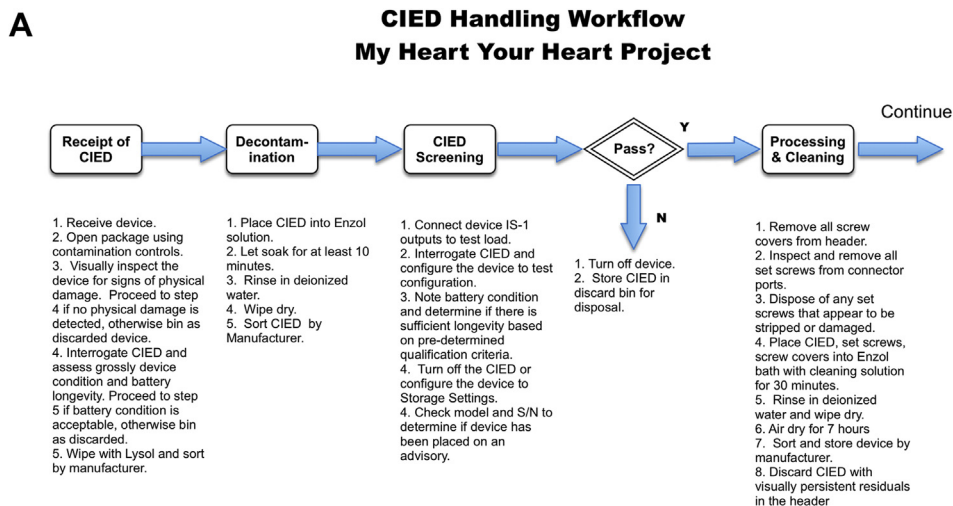 A
CIED Handling Workflow
My Heart Your Heart Project
Continue
Receipt of
CIED
Decontam-
ination
CIED
Screening
Pass?
Y
N
Processing
& Cleaning
1. Receive device.
2. Open package using
contamination controls.
3. Visually inspect the
device for signs of physical
damage. Proceed to step
4 if no physical damage is
detected, otherwise bin as
discarded device.
4. Interrogate CIED and
assess grossly device
condition and battery
longevity. Proceed to step
5 if battery condition is
acceptable, otherwise bin
as discarded.
5. Wipe with Lysol and sort
by manufacturer.
1. Place CIED into Enzol
solution.
2. Let soak for at least 10
minutes.
3. Rinse in deionized
water.
4. Wipe dry.
5. Sort CIED by
Manufacturer.
1. Connect device IS-1
outputs to test load.
2. Interrogate CIED and
configure the device to test
configuration.
3. Note battery condition
and determine if there is
sufficient longevity based
on pre-determined
qualification criteria.
4. Turn off the CIED or
configure the device to
Storage Settings.
4. Check model and S/N to
determine if device has
been placed on an
advisory.
1. Turn off device.
2. Store CIED in
discard bin for
disposal.
1. Remove all screw
covers from header.
2. Inspect and remove all
set screws from connector
ports.
3. Dispose of any set
screws that appear to be
stripped or damaged.
4. Place CIED, set screws,
screw covers into Enzol
bath with cleaning solution
for 30 minutes.
5. Rinse in deionized
water and wipe dry.
6. Air dry for 7 hours
7. Sort and store device by
manufacturer.
8. Discard CIED with
visually persistent residuals
in the header